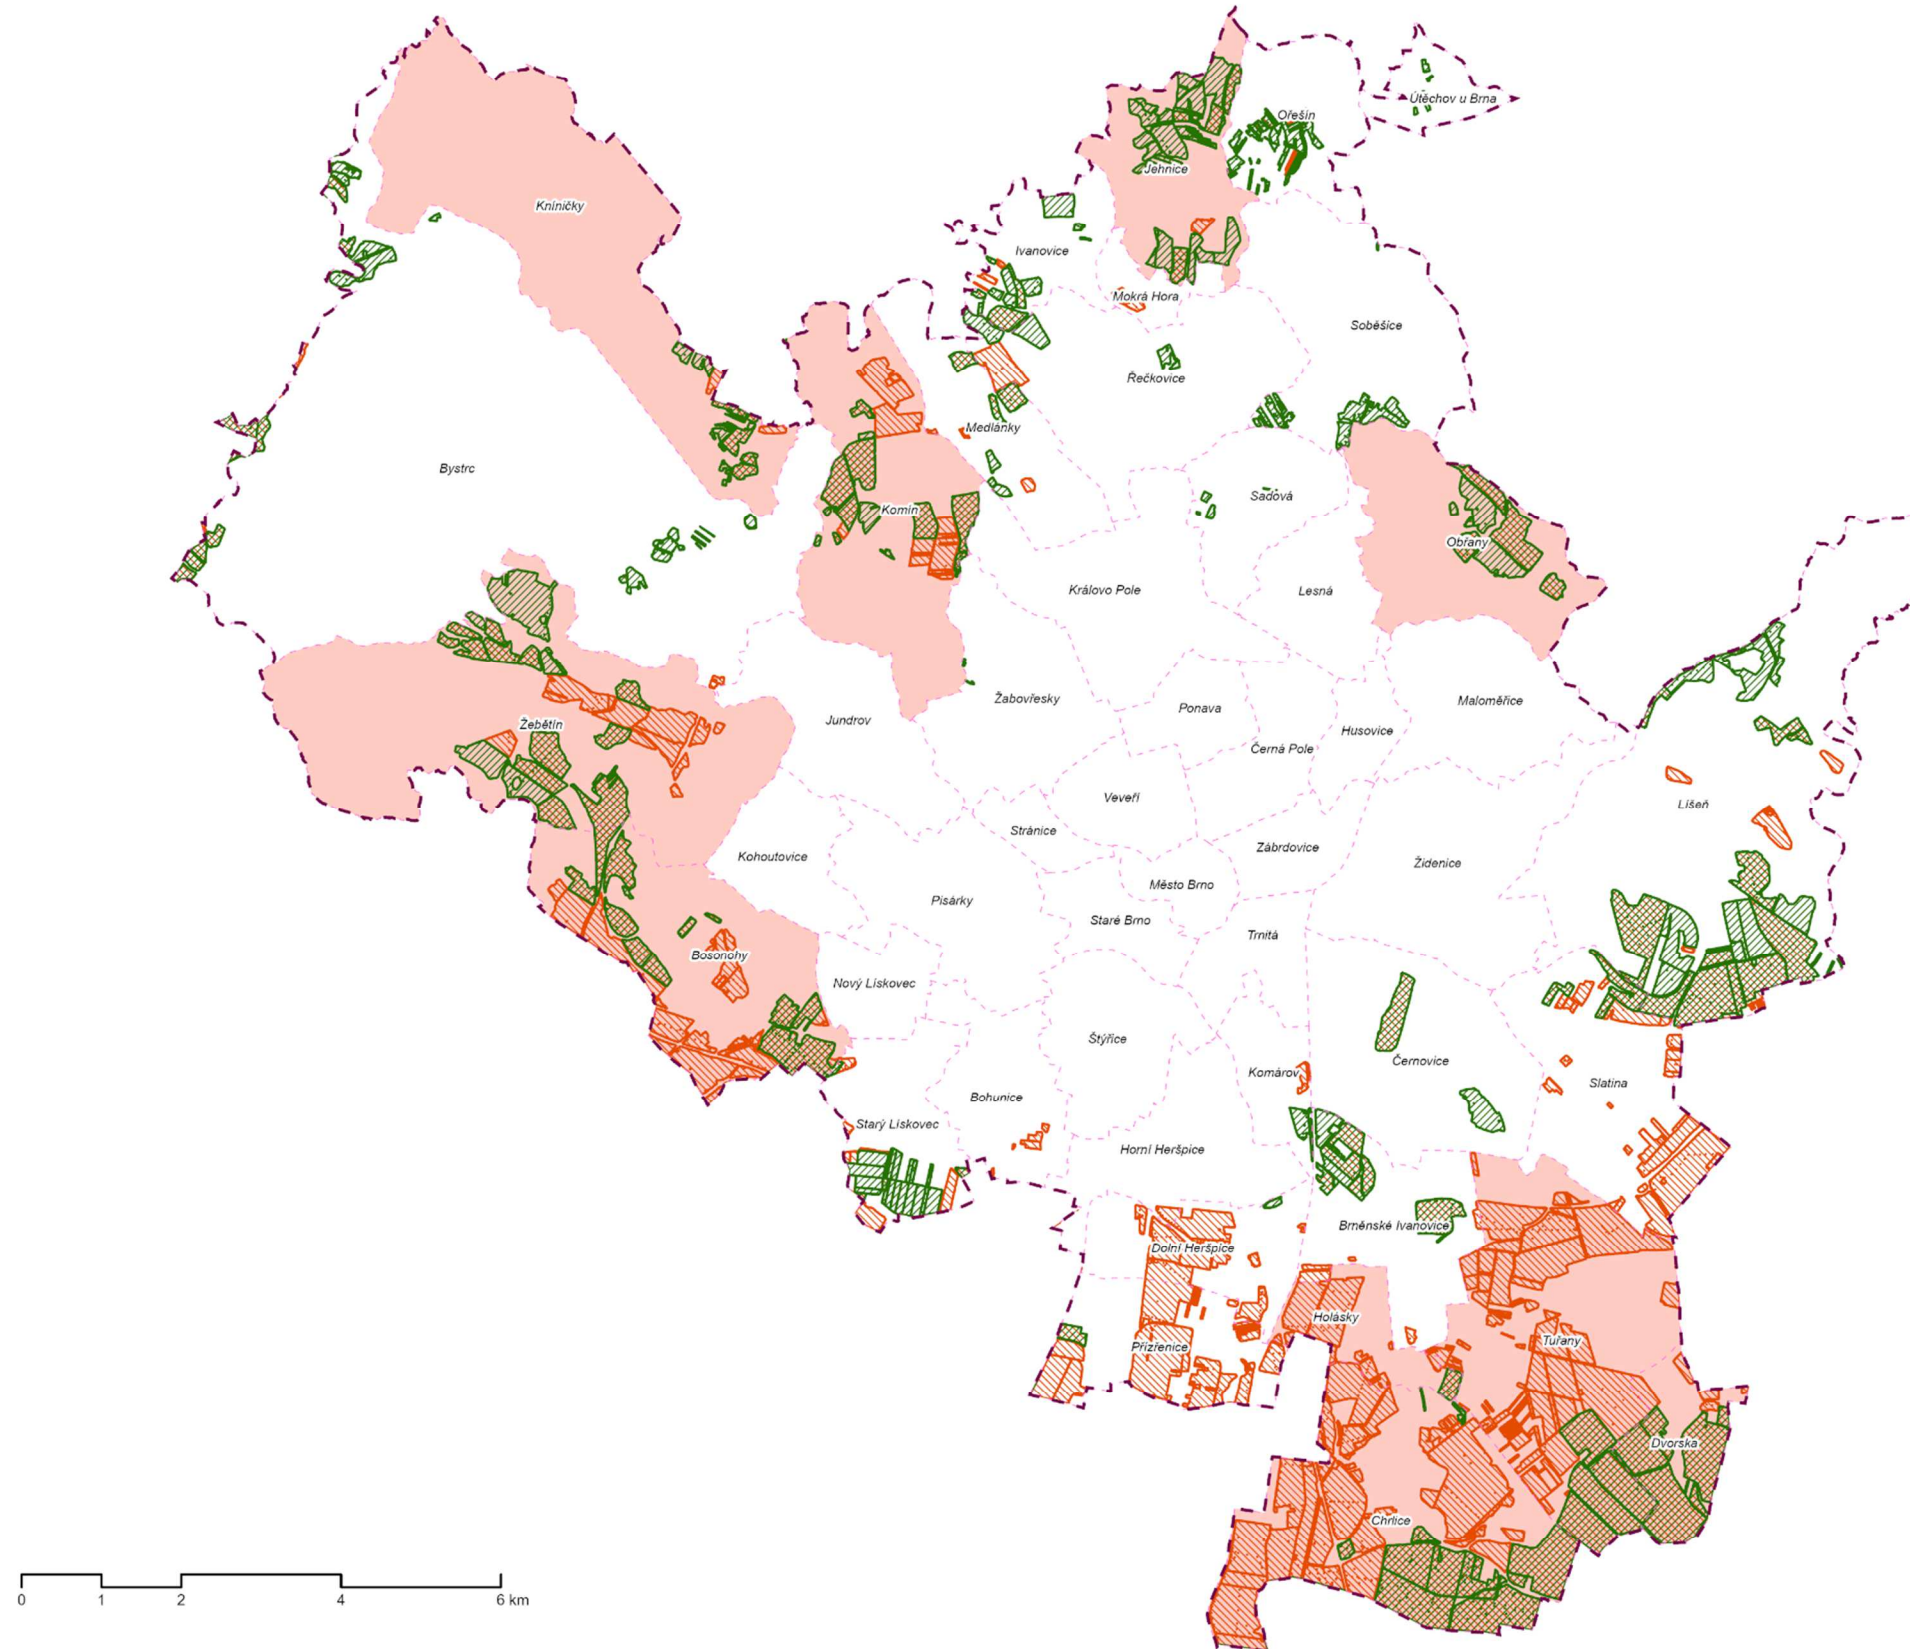 Útěchov u Brna
Ořešín
Jehnice
Kníničky
Ivanovice
Mokrá Hora
Soběšice
Řečkovice
Medlánky
Bystrc
Sadová
Komín
Obřany
Královo Pole
Lesná
Žabovřesky
Maloměřice
Ponava
Jundrov
Žebětín
Husovice
Černá Pole
Veveří
Líšeň
Stránice
Zábrdovice
Kohoutovice
Židenice
Město Brno
Pisárky
Staré Brno
Trnitá
Bosonohy
Nový Lískovec
Štýřice
Černovice
Komárov
Slatina
Bohunice
Starý Lískovec
Horní Heršpice
Brněnské Ivanovice
Dolní Heršpice
Holásky
Tuřany
Přízřenice
Dvorska
Chrlice
0 1 2 4 6 km